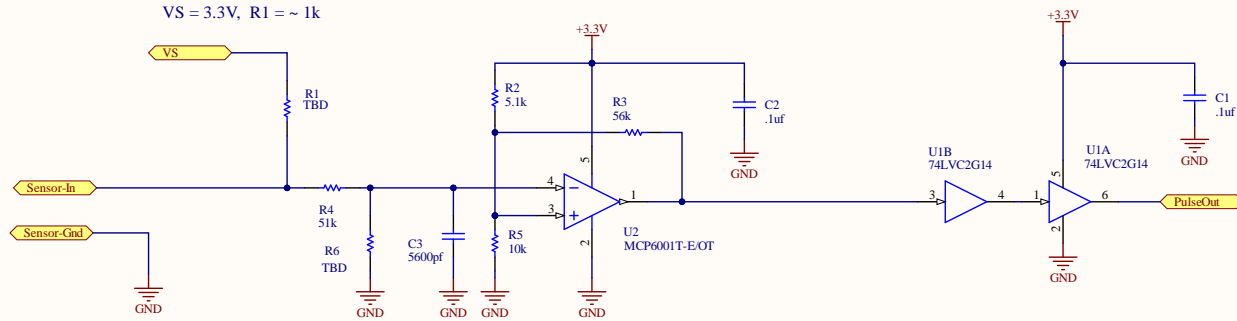 VS = 3.3V, R1 = ~ 1k
+3.3V
+3.3V
VS
R1
TBD
R2
5.1k
R3
56k
C2
.1uf
C1
.1uf
GND
GND
U1B
74LVC2G14
U1A
74LVC2G14
5
5
Sensor-In
4
1
3
4
1
6
PulseOut
3
R4
51k
Sensor-Gnd
R6
TBD
C3
5600pf
R5
10k
2
U2
MCP6001T-E/OT
2
GND
GND
GND
GND
GND
GND